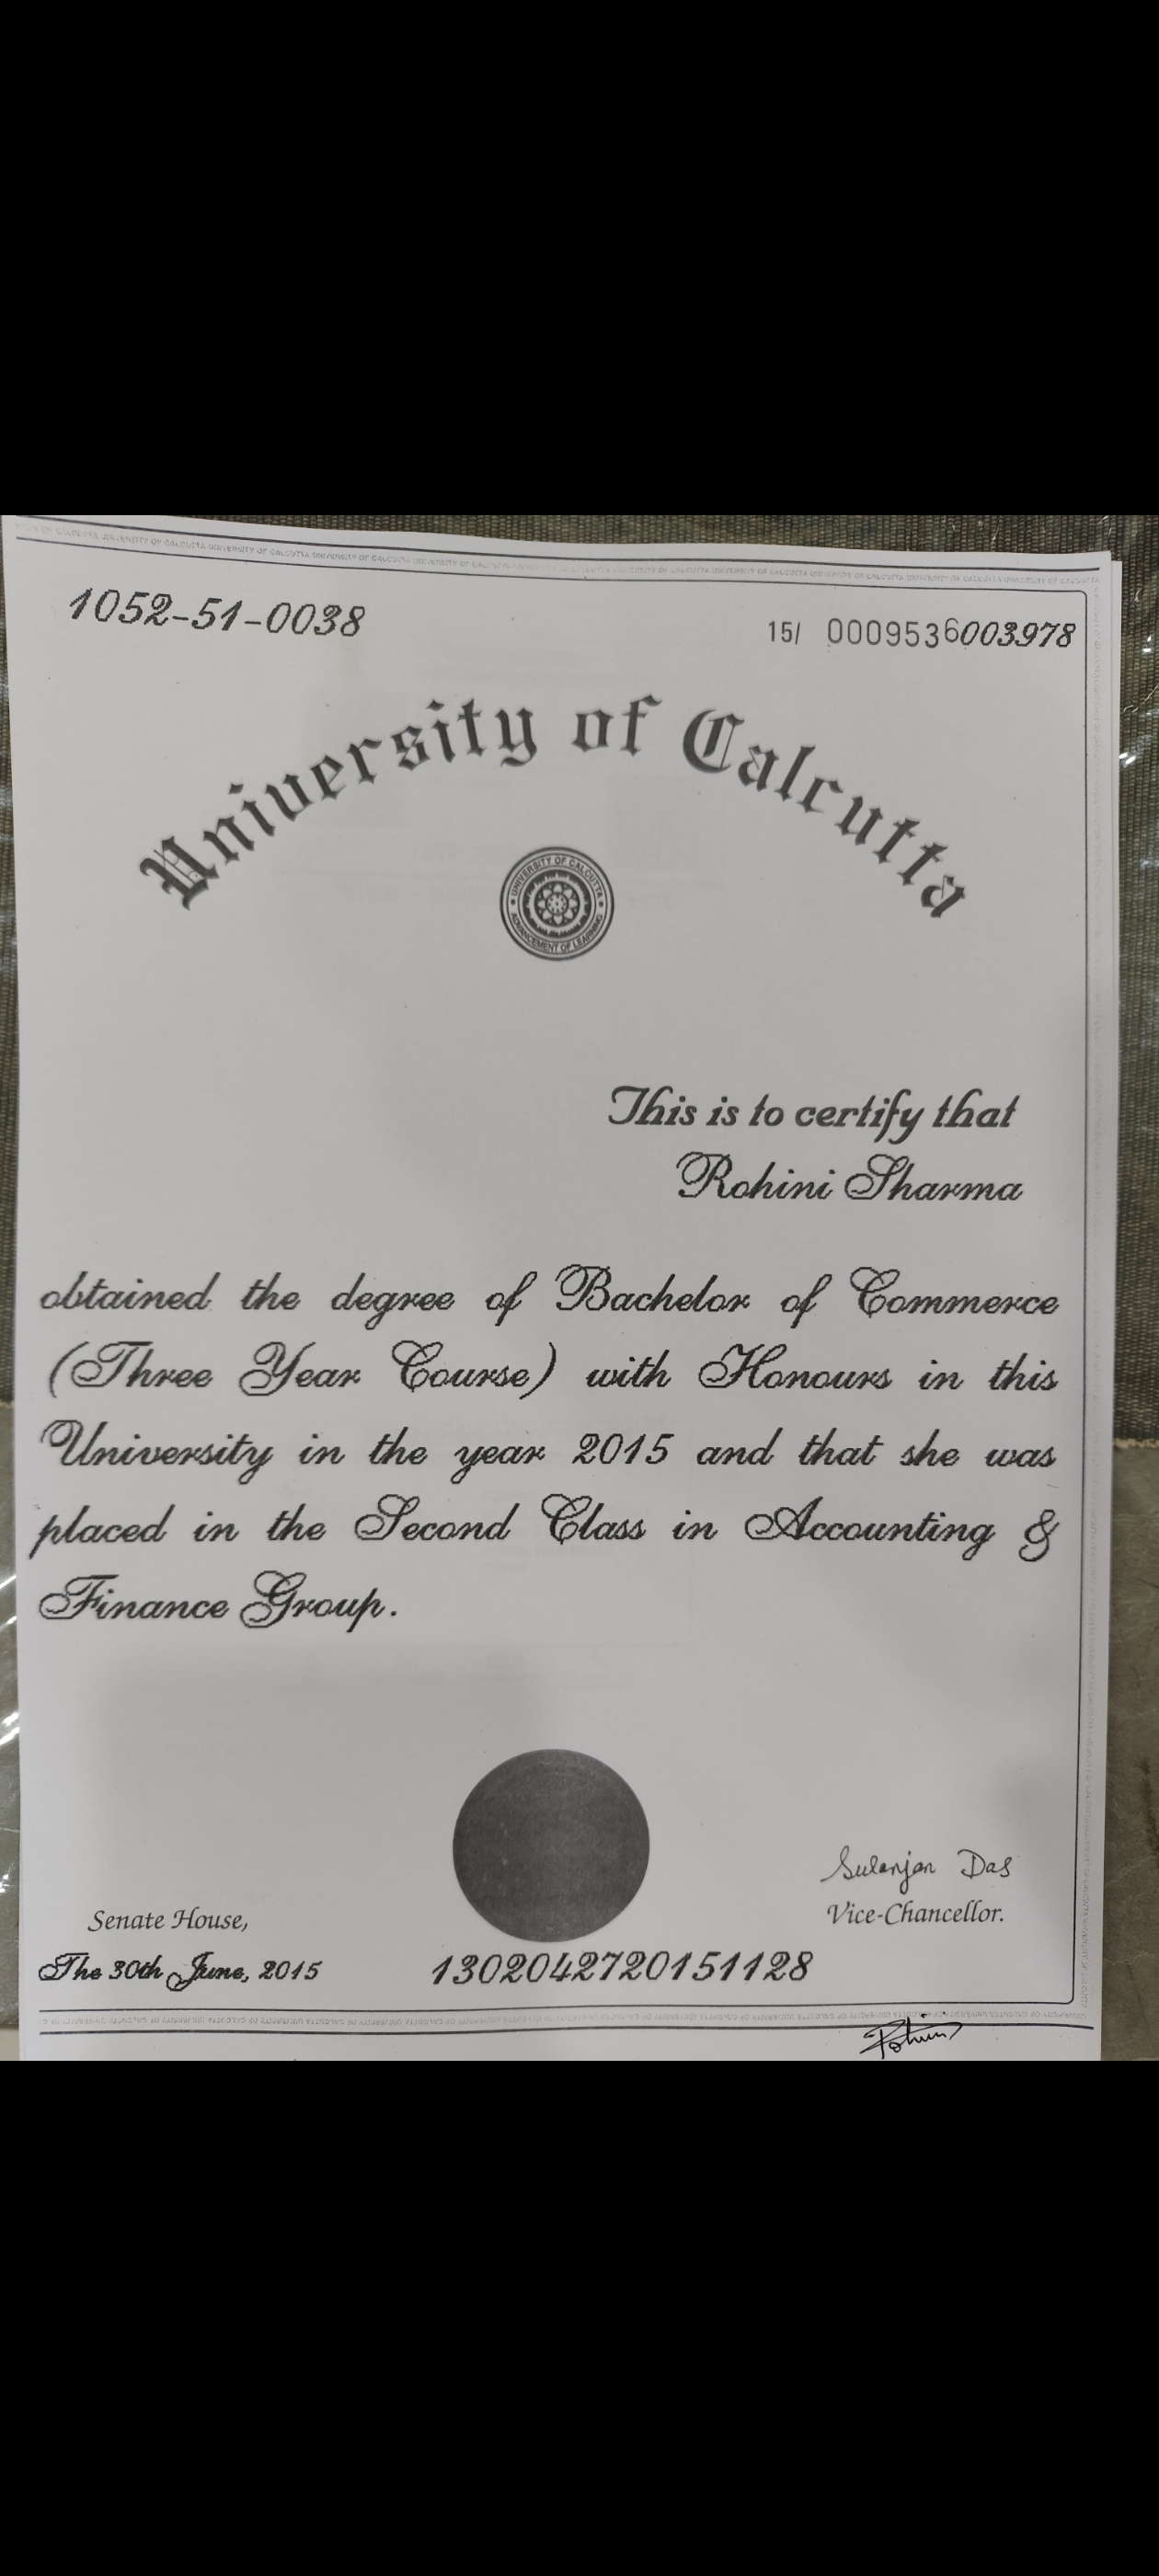 1052-51-0038
15/ 0009536003978
University of Calcutta
UNIVERSITY OF CALCUTTA
ADVANCEMENT OF LEARNING
This is to certify that
Rohini Sharma
obtained the degree of Bachelor of Commerce
(Three Year Course) with Honours in this
University in the year 2015 and that she was
placed in the Second Class in Accounting &
Finance Group.
Suranjan Das
Senate House,
Vice-Chancellor.
The 30th June, 2015
1302042720151128
Rohini